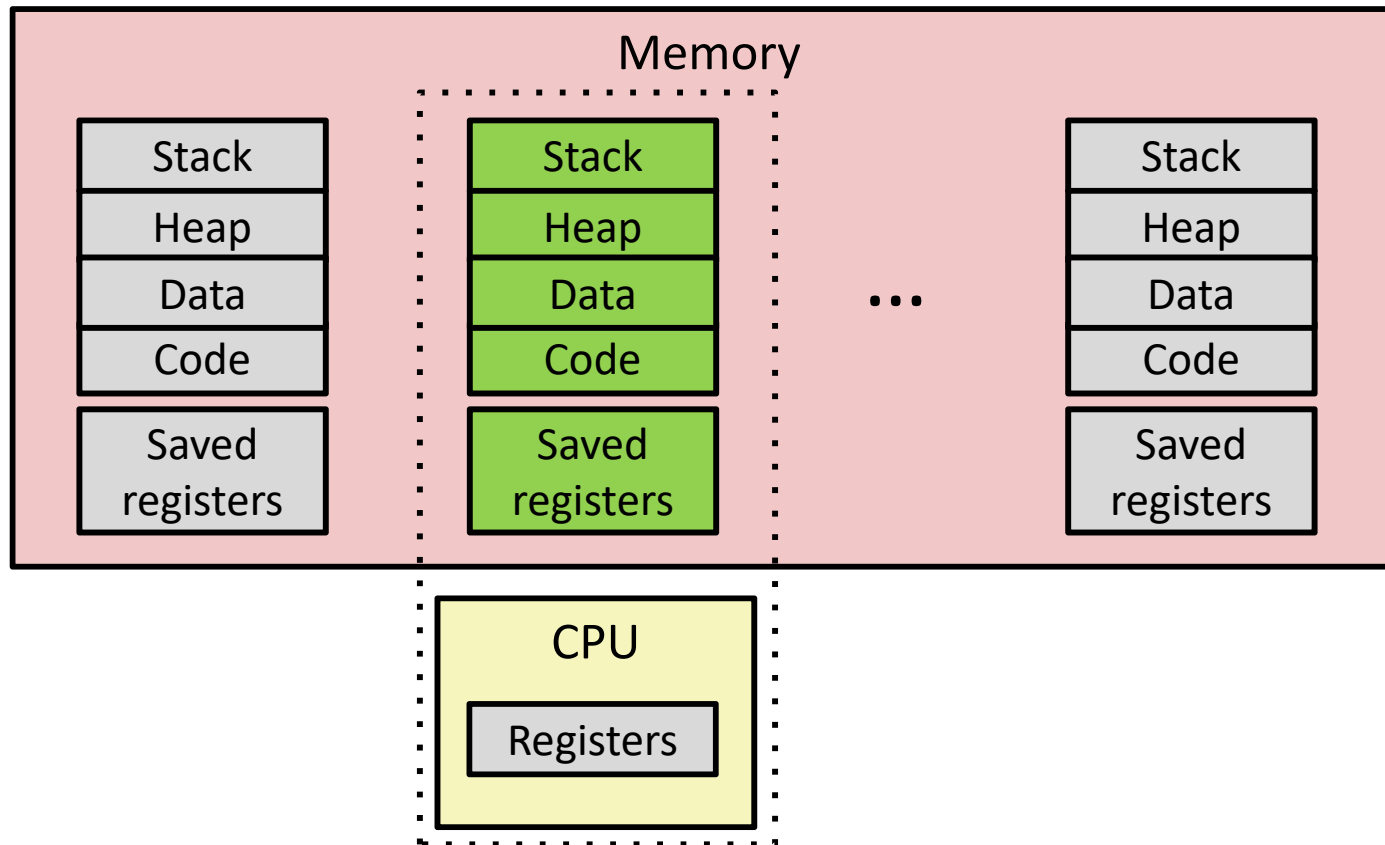 Memory
Stack
Heap
Data
Code
Saved
registers
Stack
Heap
Data
Code
Saved
registers
...
Stack
Heap
Data
Code
Saved
registers
CPU
Registers